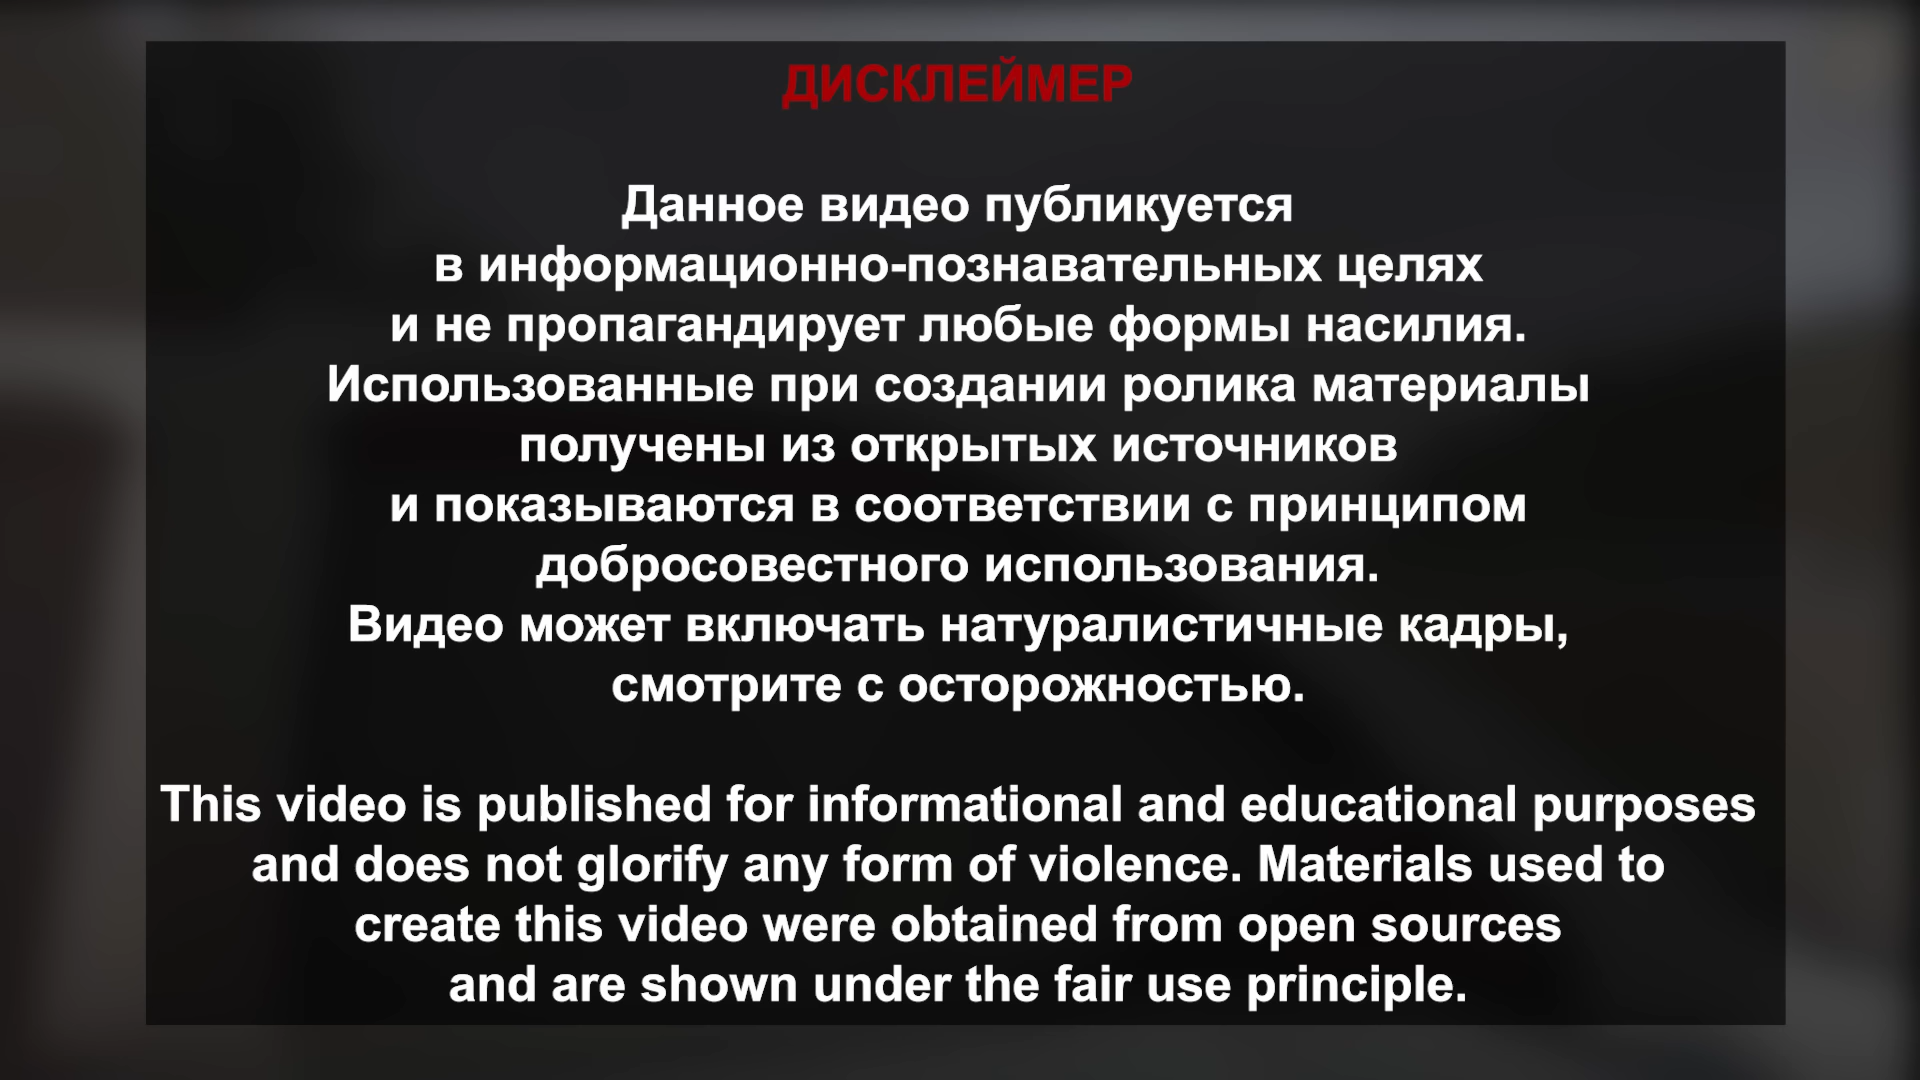 ДИСКЛЕЙМЕР
Данное видео публикуется
в информационно-познавательных целях
и не пропагандирует любые формы насилия.
Использованные при создании ролика материалы
получены из открытых источников
и показываются в соответствии с принципом
добросовестного использования.
Видео может включать натуралистичные кадры,
смотрите с осторожностью.
This video is published for informational and educational purposes
and does not glorify any form of violence. Materials used to
create this video were obtained from open sources
and are shown under the fair use principle.